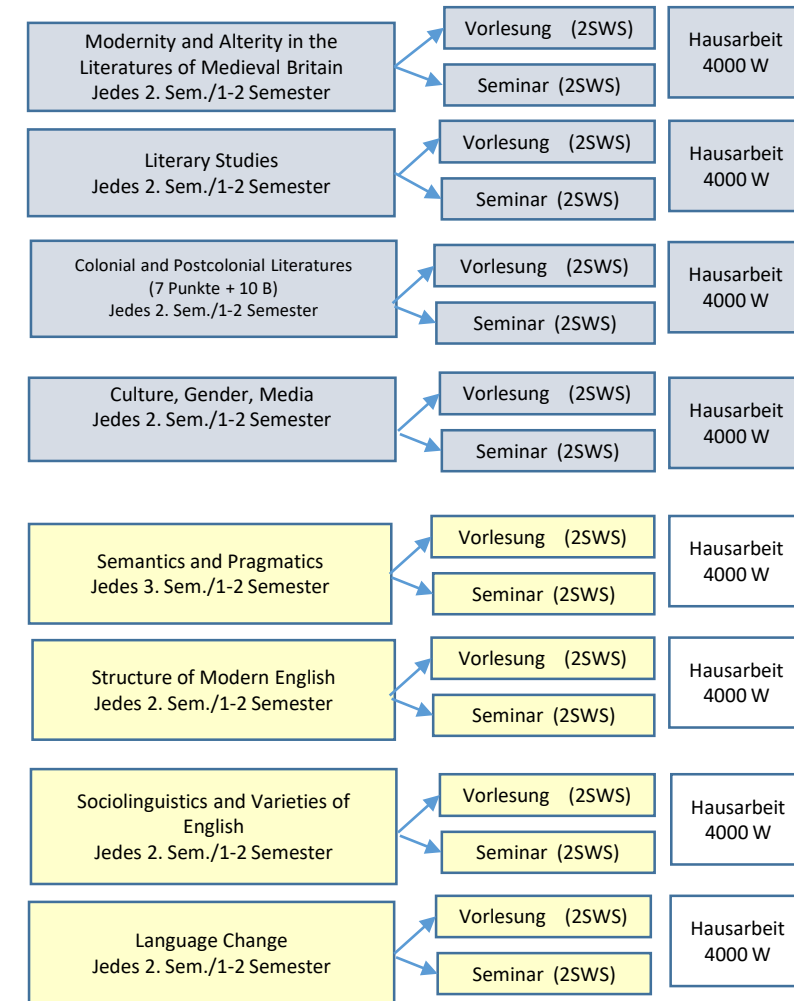 Modernity and Alterity in the
Literatures of Medieval Britain
Jedes 2. Sem./1-2 Semester
Vorlesung (2SWS)
Seminar (2SWS)
Hausarbeit
4000 W
Literary Studies
Jedes 2. Sem./1-2 Semester
Vorlesung (2SWS)
Seminar (2SWS)
Hausarbeit
4000 W
Colonial and Postcolonial Literatures
(7 Punkte + 10 B)
Jedes 2. Sem./1-2 Semester
Vorlesung (2SWS)
Seminar (2SWS)
Hausarbeit
4000 W
Culture, Gender, Media
Jedes 2. Sem./1-2 Semester
Vorlesung (2SWS)
Seminar (2SWS)
Hausarbeit
4000 W
Semantics and Pragmatics
Jedes 3. Sem./1-2 Semester
Vorlesung (2SWS)
Seminar (2SWS)
Hausarbeit
4000 W
Structure of Modern English
Jedes 2. Sem./1-2 Semester
Vorlesung (2SWS)
Seminar (2SWS)
Hausarbeit
4000 W
Sociolinguistics and Varieties of
English
Jedes 2. Sem./1-2 Semester
Vorlesung (2SWS)
Seminar (2SWS)
Hausarbeit
4000 W
Language Change
Jedes 2. Sem./1-2 Semester
Vorlesung (2SWS)
Seminar (2SWS)
Hausarbeit
4000 W